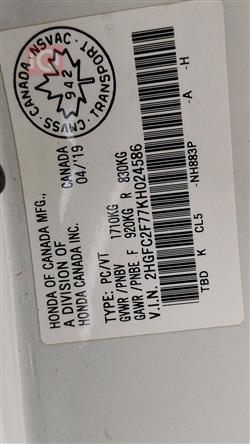 CANADA · NSVAC · TRANSPORT · CMVSS ·
942
HONDA OF CANADA MFG.,
A DIVISION OF
HONDA CANADA INC.
CANADA
04/'19
TYPE: PC/VT
GVWR/PNBV 1710KG
GAWR/PNBE F 920KG R 830KG
V.I.N. 2HGFC2F77KH024586
TBD K CL5 -NH883P -A -H